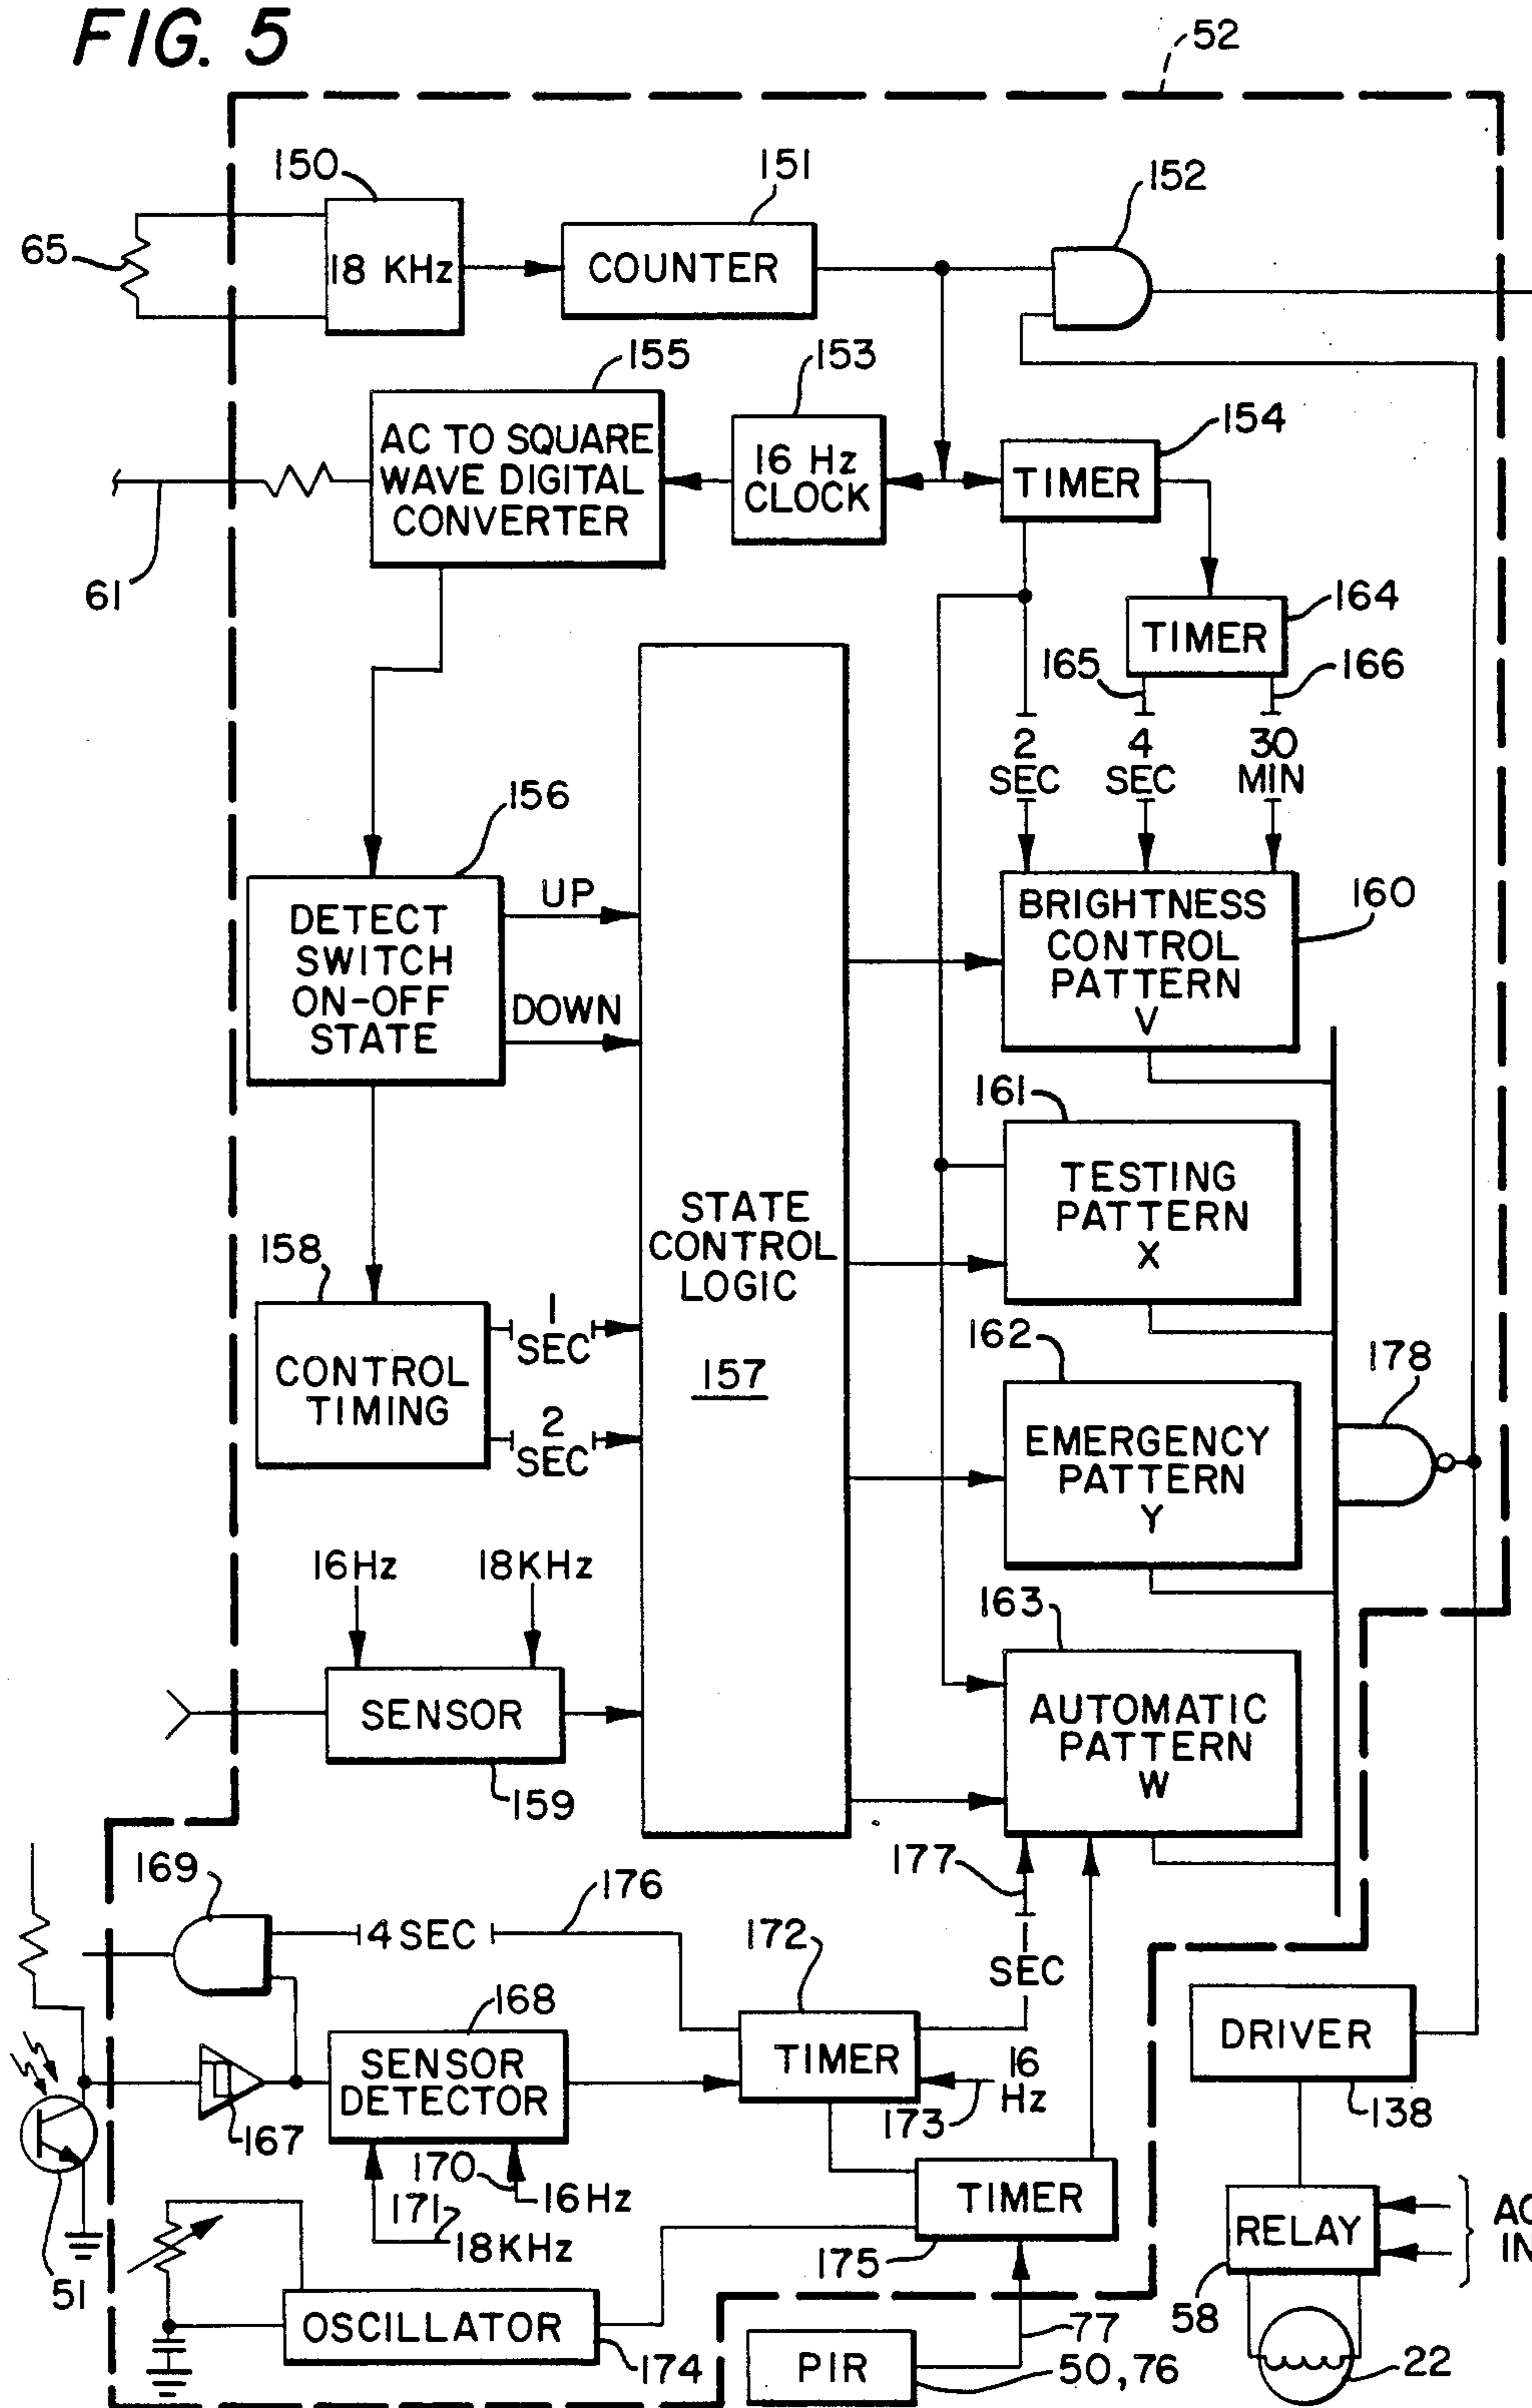 FIG. 5
52
150
151
152
65
18 KHz
COUNTER
155
153
154
AC TO SQUARE
WAVE DIGITAL
CONVERTER
16 Hz
CLOCK
TIMER
61
164
TIMER
165
166
2
SEC
4
SEC
30
MIN
156
DETECT
SWITCH
ON-OFF
STATE
UP
DOWN
BRIGHTNESS
CONTROL
PATTERN
V
160
161
TESTING
PATTERN
X
STATE
CONTROL
LOGIC
157
158
CONTROL
TIMING
1
SEC
2
SEC
162
178
EMERGENCY
PATTERN
Y
16Hz
18KHz
163
SENSOR
159
AUTOMATIC
PATTERN
W
169
176
4 SEC
177
172
SEC
168
SENSOR
DETECTOR
TIMER
16
Hz
173
DRIVER
138
167
170
171
16Hz
18KHz
TIMER
175
RELAY
AC
IN
58
51
OSCILLATOR
174
PIR
77
50, 76
22